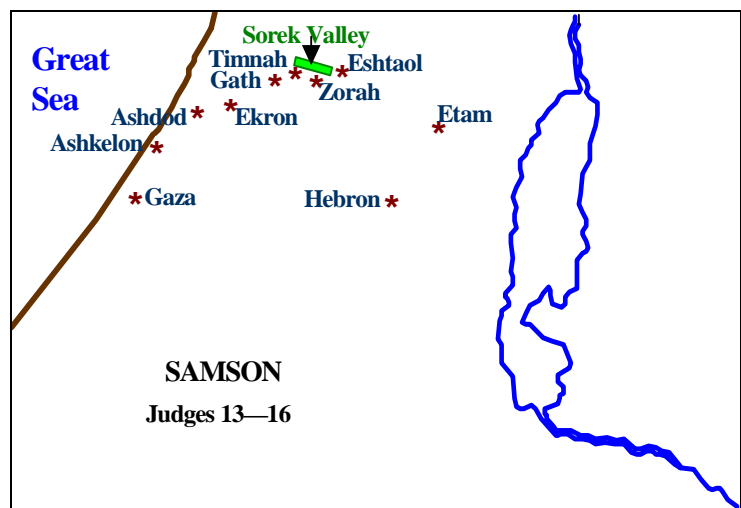 Sorek Valley
Great
Sea
Timnah
Eshtaol
Gath
Zorah
Ashdod
Ekron
Etam
Ashkelon
Gaza
Hebron
SAMSON
Judges 13—16